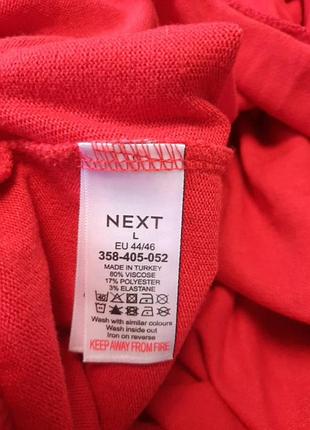 NEXT
L
EU 44/46
358-405-052
MADE IN TURKEY
80% VISCOSE
17% POLYESTER
3% ELASTANE
Wash with similar colours
Wash inside out
Iron on reverse
KEEP AWAY FROM FIRE